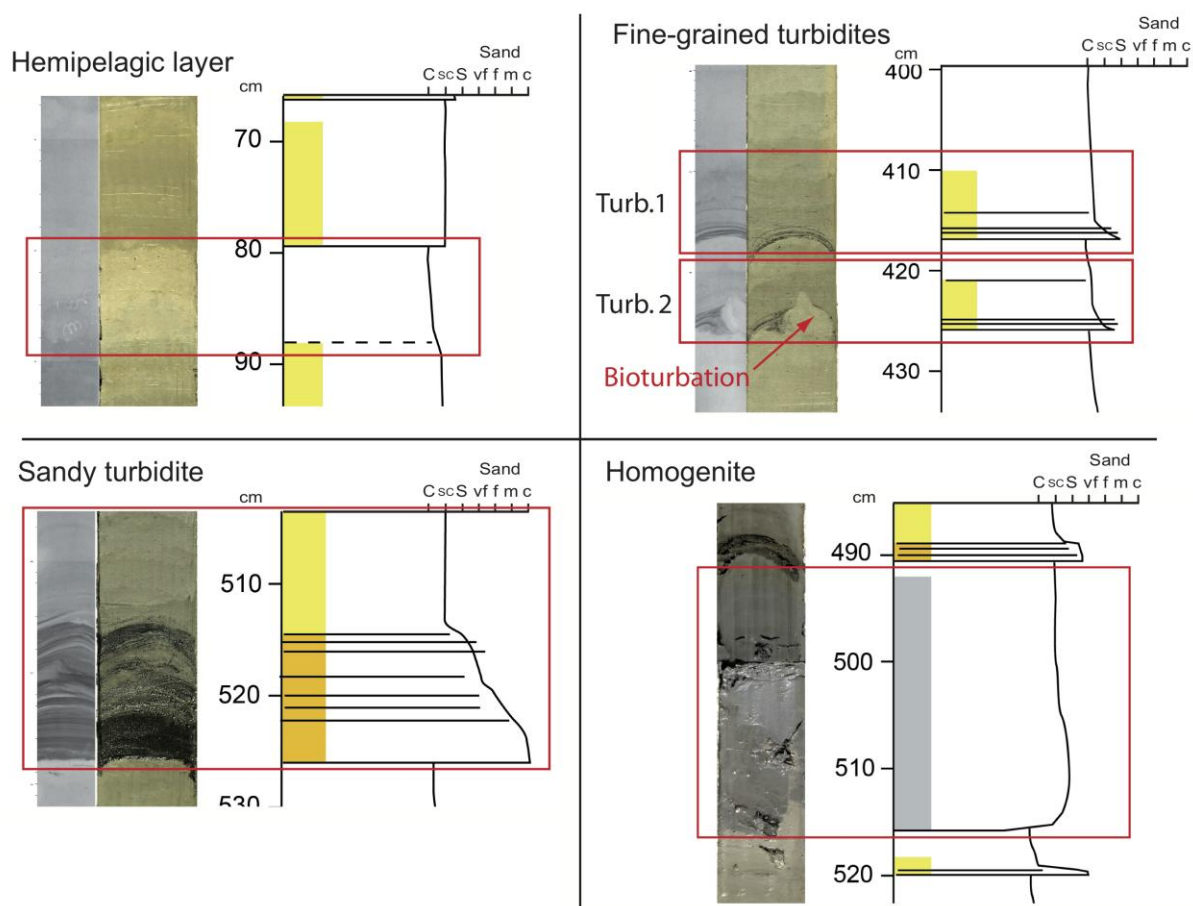 Hemipelagic layer
Sand
C sc S vf f m c
cm
70
80
90
Fine-grained turbidites
Sand
cm
C sc S vf f m c
400
410
Turb.1
420
Turb.2
Bioturbation
430
Sandy turbidite
Sand
cm
C sc S vf f m c
510
520
530
Homogenite
Sand
cm
C sc S vf f m c
490
500
510
520